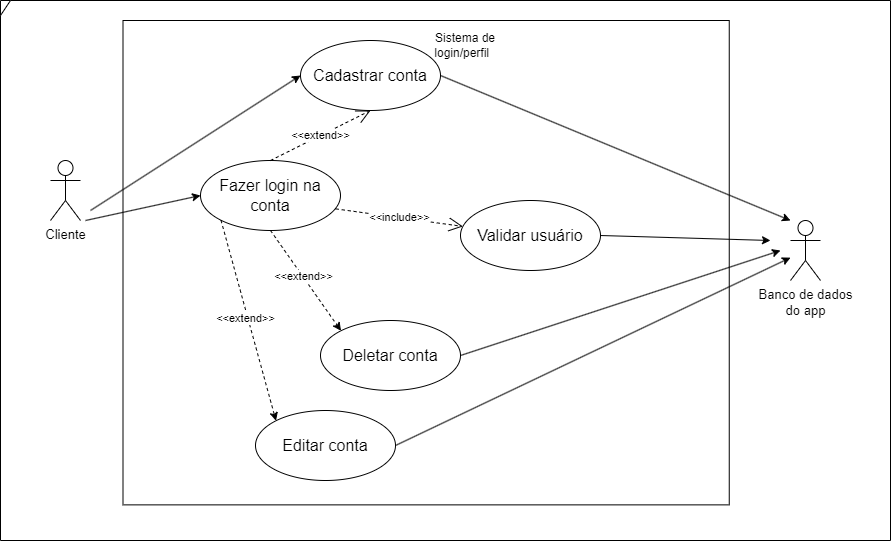 Sistema de
login/perfil
Cadastrar conta
<<extend>>
Fazer login na
conta
Cliente
<<include>>
Validar usuário
Banco de dados
do app
<<extend>>
<<extend>>
Deletar conta
Editar conta